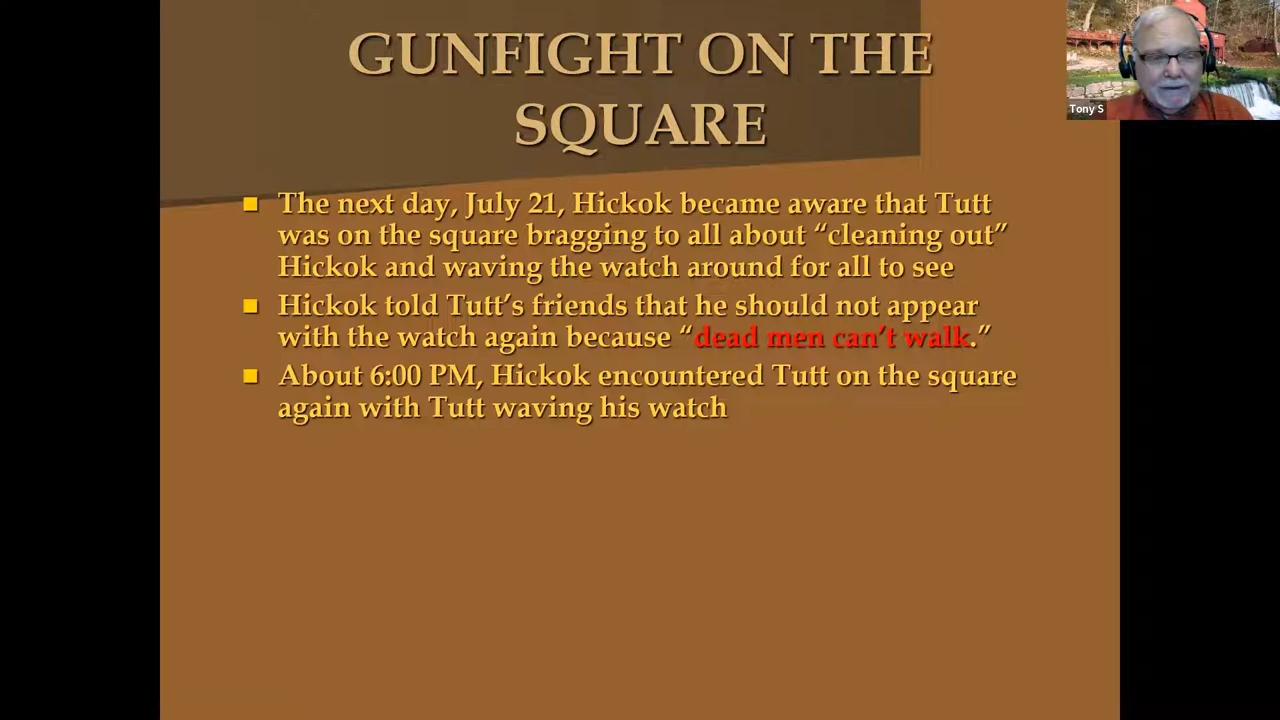 GUNFIGHT ON THE
SQUARE
Tony S
The next day, July 21, Hickok became aware that Tutt
was on the square bragging to all about “cleaning out”
Hickok and waving the watch around for all to see
Hickok told Tutt’s friends that he should not appear
with the watch again because “dead men can’t walk.”
About 6:00 PM, Hickok encountered Tutt on the square
again with Tutt waving his watch